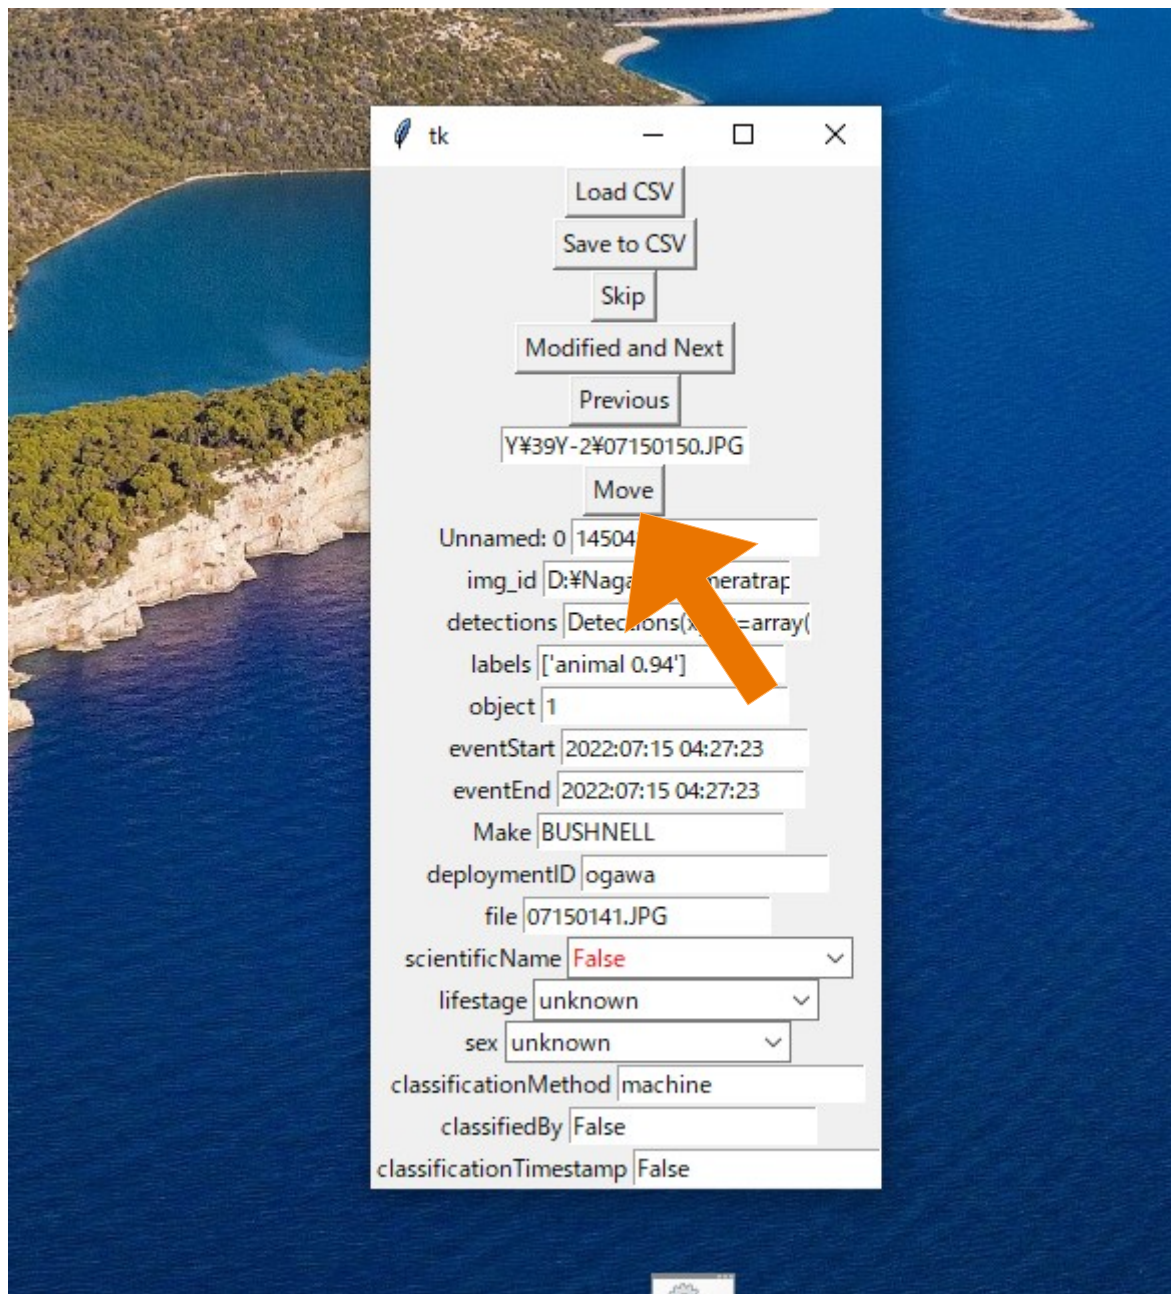 tk
Load CSV
Save to CSV
Skip
Modified and Next
Previous
Y¥39Y-2¥07150150.JPG
Move
Unnamed: 0 14504
img_id D:¥Naga meratrap
detections =array(
labels ['animal 0.94']
object 1
eventStart 2022:07:15 04:27:23
eventEnd 2022:07:15 04:27:23
Make BUSHNELL
deploymentID ogawa
file 07150141.JPG
scientificName False
lifestage unknown
sex unknown
classificationMethod machine
classifiedBy False
classificationTimestamp False